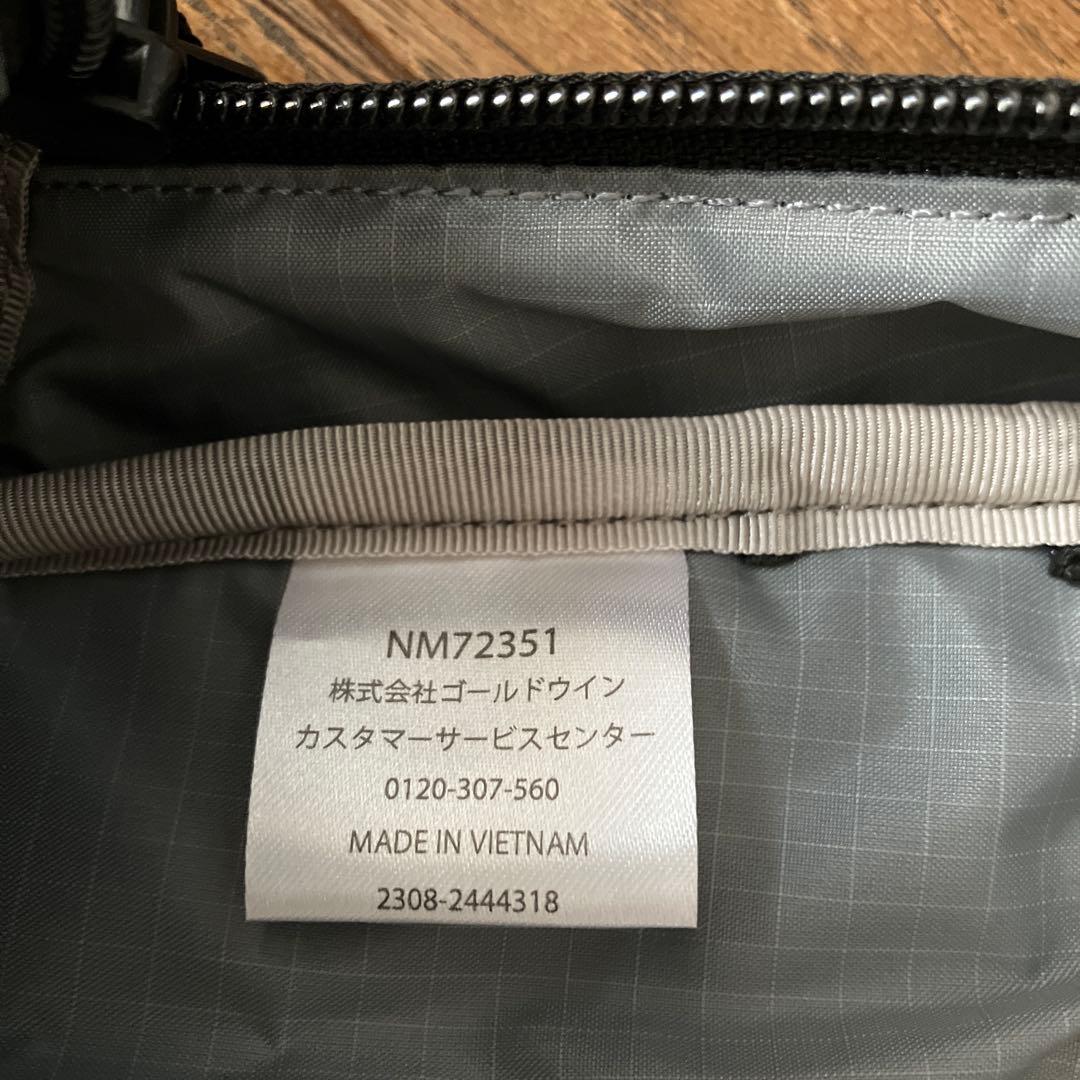 NM72351
株式会社ゴールドウイン
カスタマーサービスセンター
0120-307-560
MADE IN VIETNAM
2308-2444318